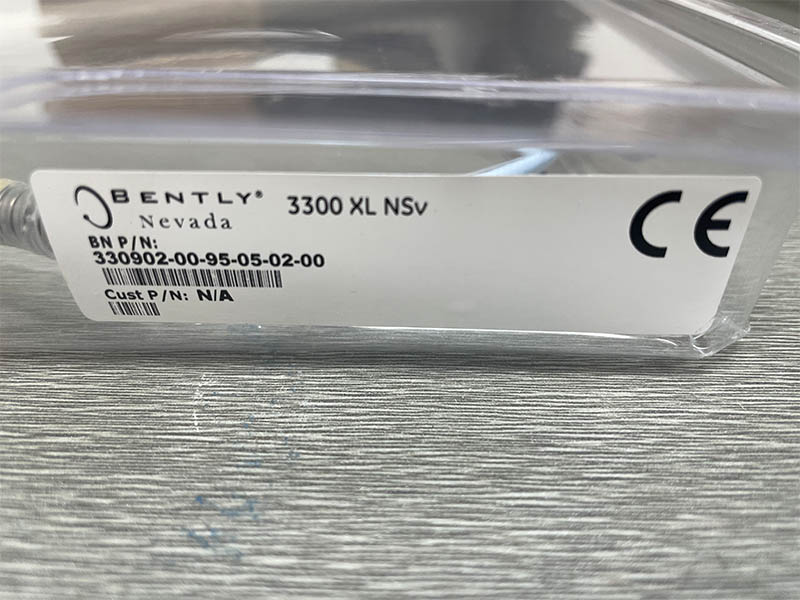 BENTLY®
Nevada
3300 XL NSv
BN P/N:
330902-00-95-05-02-00
Cust P/N: N/A
CE